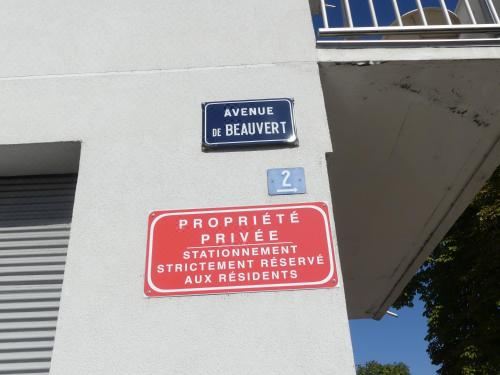 AVENUE
DE BEAUVERT
2
PROPRIÉTÉ
PRIVÉE
STATIONNEMENT
STRICTEMENT RÉSERVÉ
AUX RÉSIDENTS